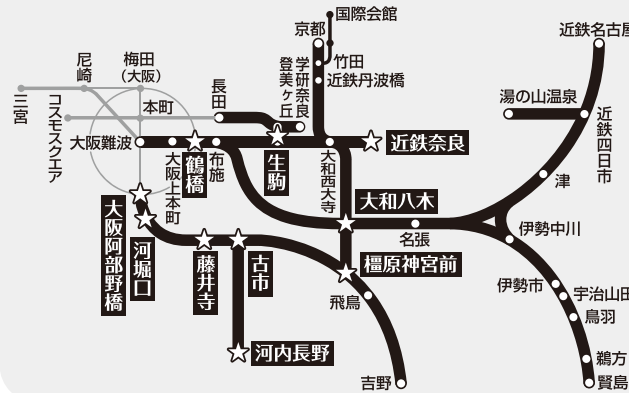 国際会館
京都
近鉄名古屋
尼崎
梅田
(大阪)
竹田
近鉄丹波橋
学研奈良
登美ヶ丘
長田
三宮
コスモスクエア
本町
湯の山温泉
近鉄四日市
大阪難波
大阪上本町
鶴橋
布施
生駒
大和西大寺
近鉄奈良
津
大和八木
名張
伊勢中川
大阪阿部野橋
河堀口
藤井寺
古市
橿原神宮前
飛鳥
伊勢市
宇治山田
鳥羽
河内長野
吉野
鵜方
賢島